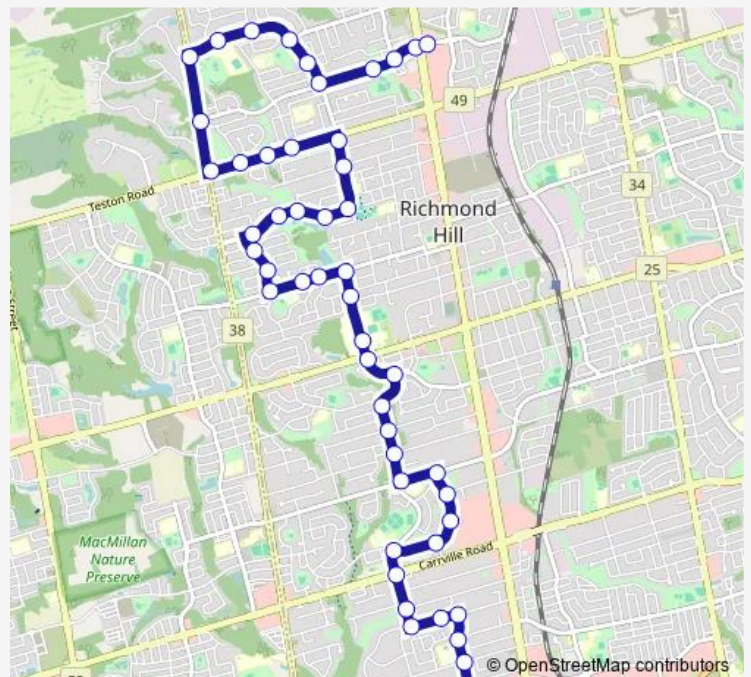 49
34
Teston Road
Richmond
Hill
25
38
MacMillan
Nature
Preserve
Carrville Road
© OpenStreetMap contributors